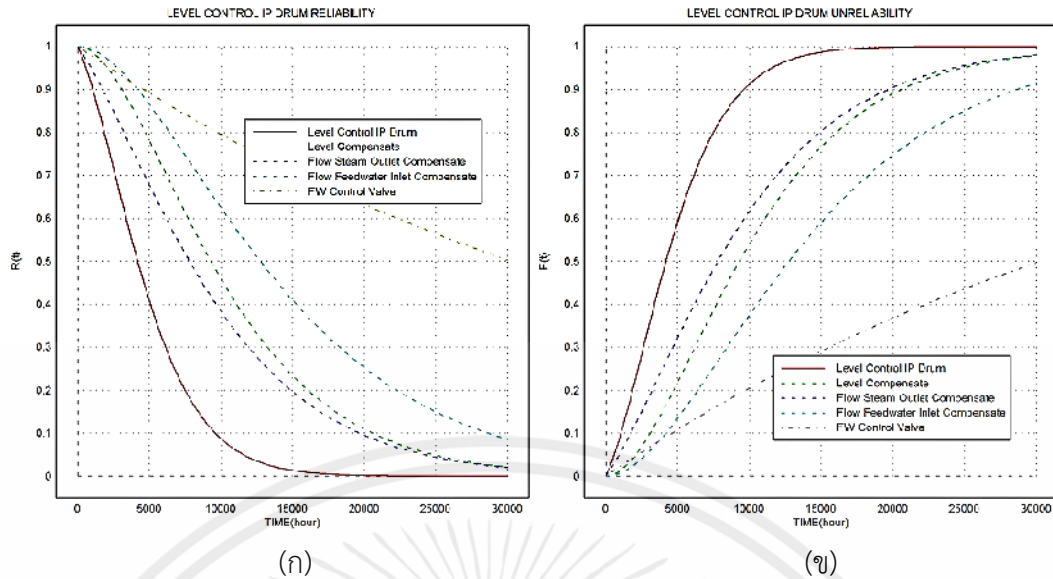 LEVEL CONTROL IP DRUM RELIABILITY
1
0.9
0.8
0.7
0.6
0.5
0.4
0.3
0.2
0.1
0
R(t)
Level Control IP Drum
Level Compensate
Flow Steam Outlet Compensate
Flow Feedwater Inlet Compensate
FW Control Valve
0 5000 10000 15000 20000 25000 30000
TIME(hour)
(ก)
LEVEL CONTROL IP DRUM UNRELABILITY
1
0.9
0.8
0.7
0.6
0.5
0.4
0.3
0.2
0.1
0
F(t)
Level Control IP Drum
Level Compensate
Flow Steam Outlet Compensate
Flow Feedwater Inlet Compensate
FW Control Valve
0 5000 10000 15000 20000 25000 30000
TIME(hour)
(ข)